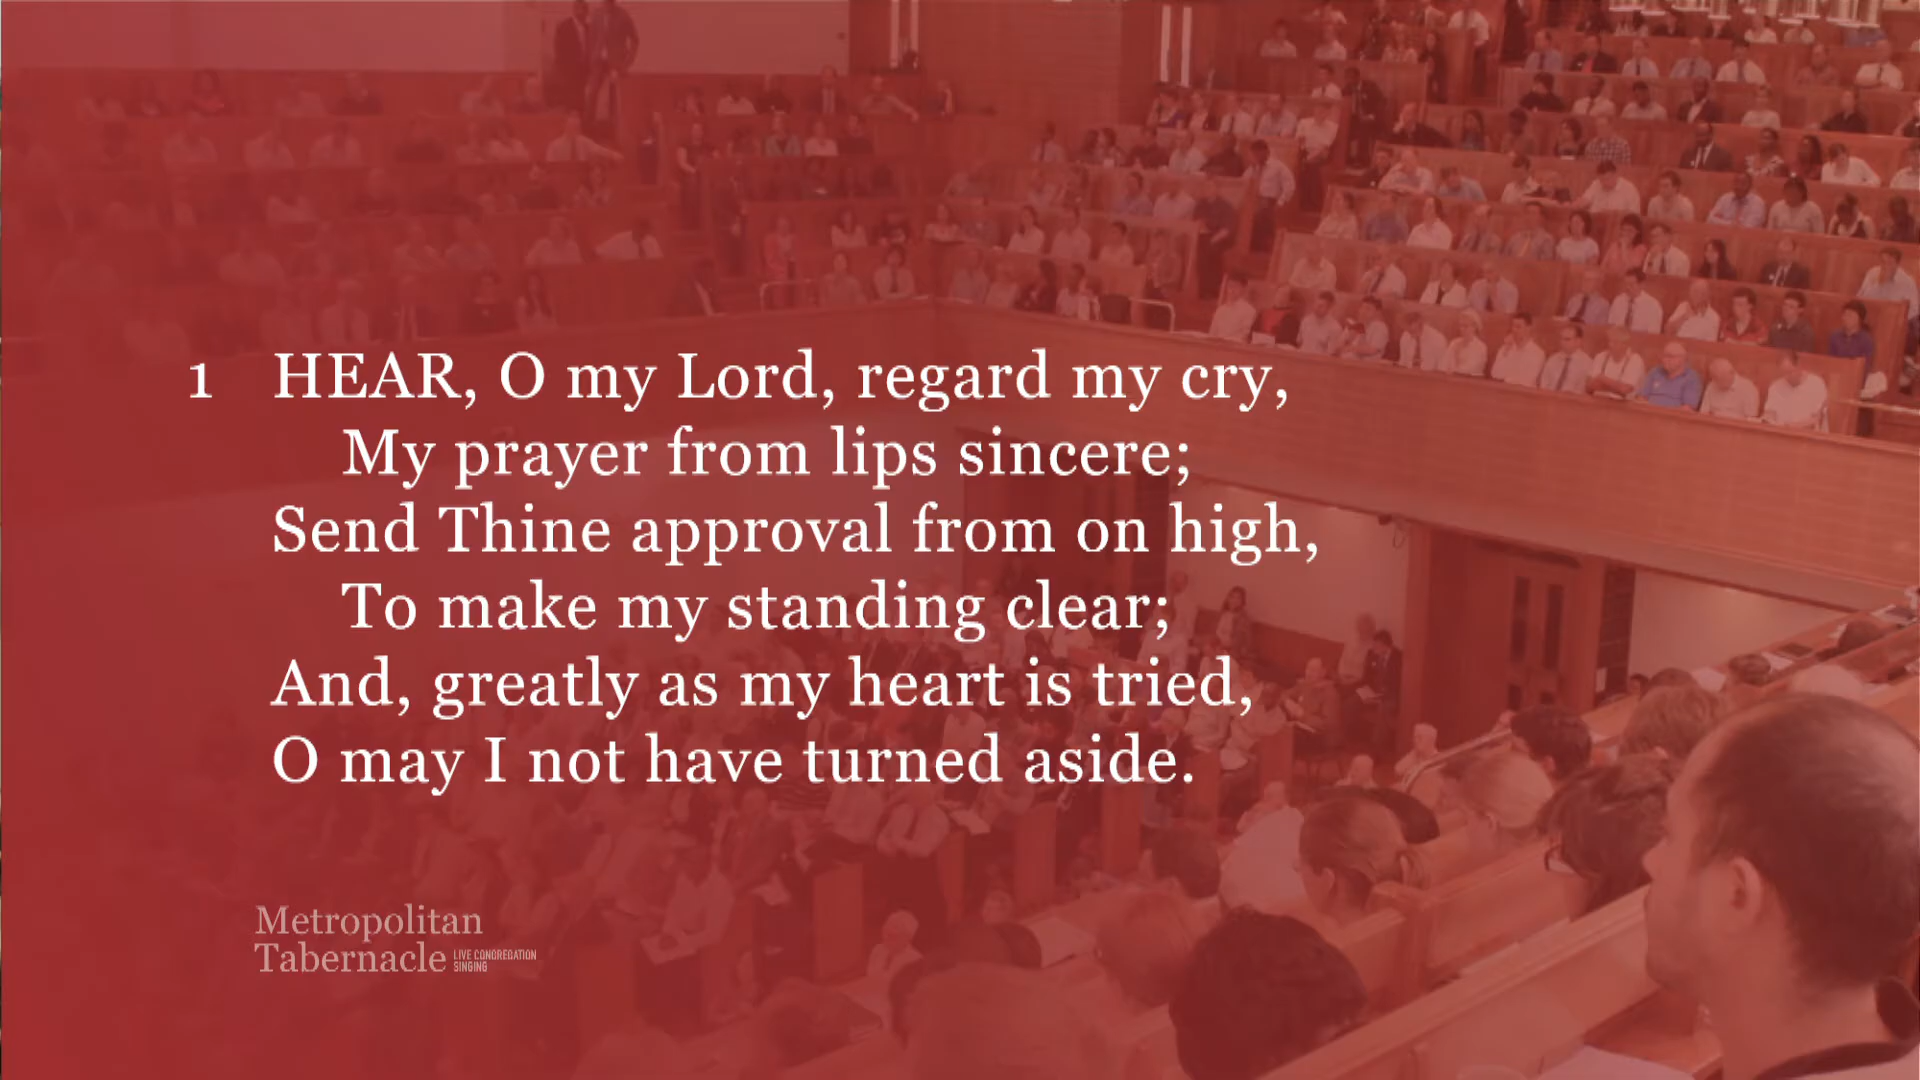 1 HEAR, O my Lord, regard my cry,
My prayer from lips sincere;
Send Thine approval from on high,
To make my standing clear;
And, greatly as my heart is tried,
O may I not have turned aside.
Metropolitan
Tabernacle LIVE CONGREGATION
SINGING